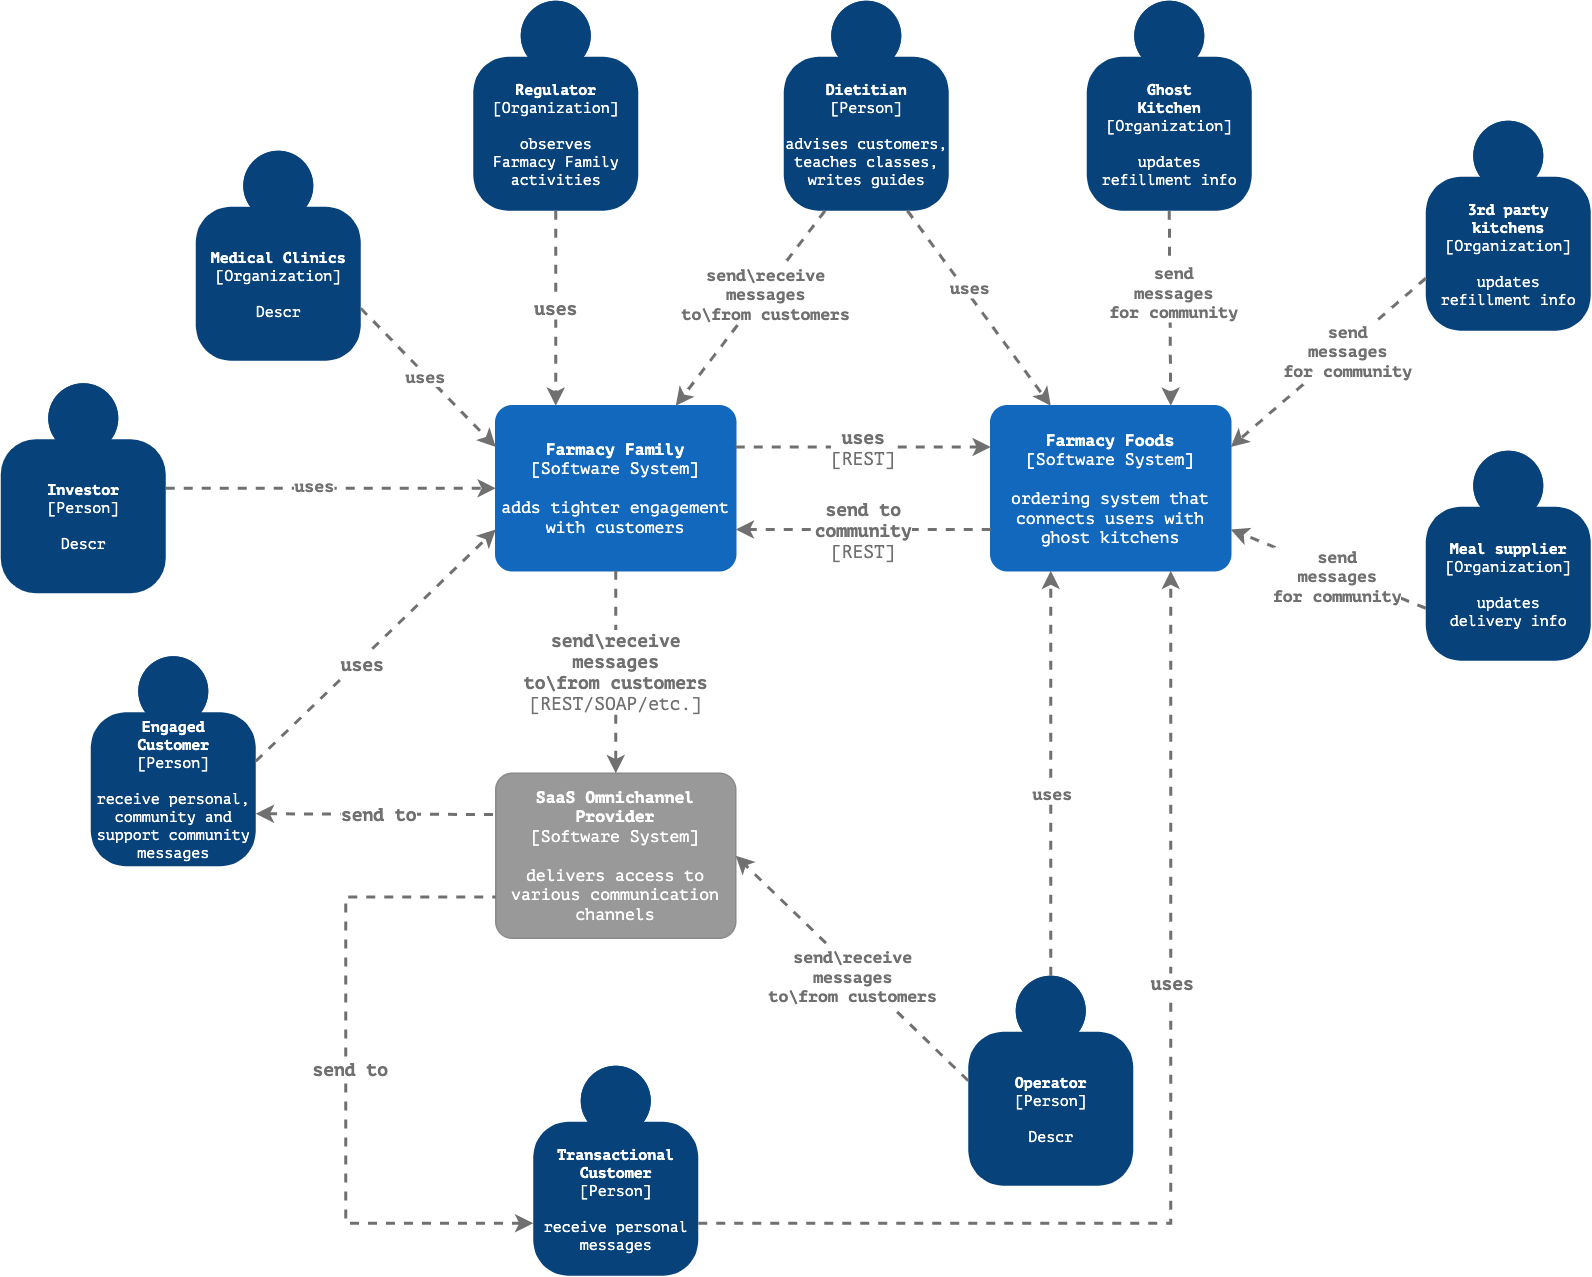 Regulator
[Organization]
observes
Farmacy Family
activities
Dietitian
[Person]
advises customers,
teaches classes,
writes guides
Ghost
Kitchen
[Organization]
updates
refillment info
3rd party
kitchens
[Organization]
updates
refillment info
Medical Clinics
[Organization]
Descr
uses
send\receive
messages
to\from customers
uses
send
messages
for community
send
messages
for community
uses
Investor
[Person]
Descr
uses
Farmacy Family
[Software System]
adds tighter engagement
with customers
uses
[REST]
send to
community
[REST]
Farmacy Foods
[Software System]
ordering system that
connects users with
ghost kitchens
send
messages
for community
Meal supplier
[Organization]
updates
delivery info
uses
send\receive
messages
to\from customers
[REST/SOAP/etc.]
Engaged
Customer
[Person]
receive personal,
community and
support community
messages
send to
SaaS Omnichannel
Provider
[Software System]
delivers access to
various communication
channels
uses
send\receive
messages
to\from customers
uses
send to
Operator
[Person]
Descr
Transactional
Customer
[Person]
receive personal
messages